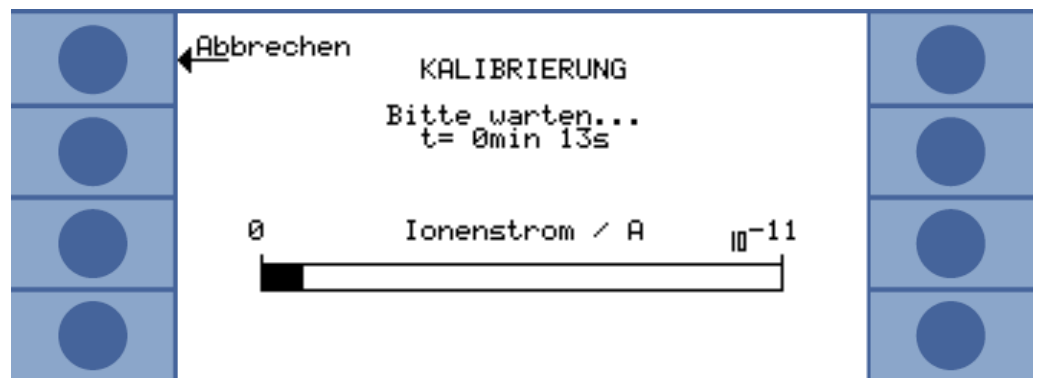 Abbrechen
KALIBRIERUNG
Bitte warten...
t= 0min 13s
0 Ionenstrom / A 10-11